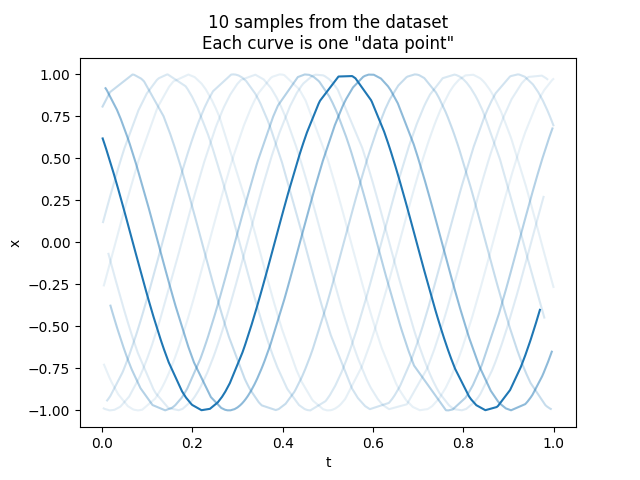 10 samples from the dataset
Each curve is one "data point"
1.00
0.75
0.50
0.25
0.00
−0.25
−0.50
−0.75
−1.00
x
0.0 0.2 0.4 0.6 0.8 1.0
t